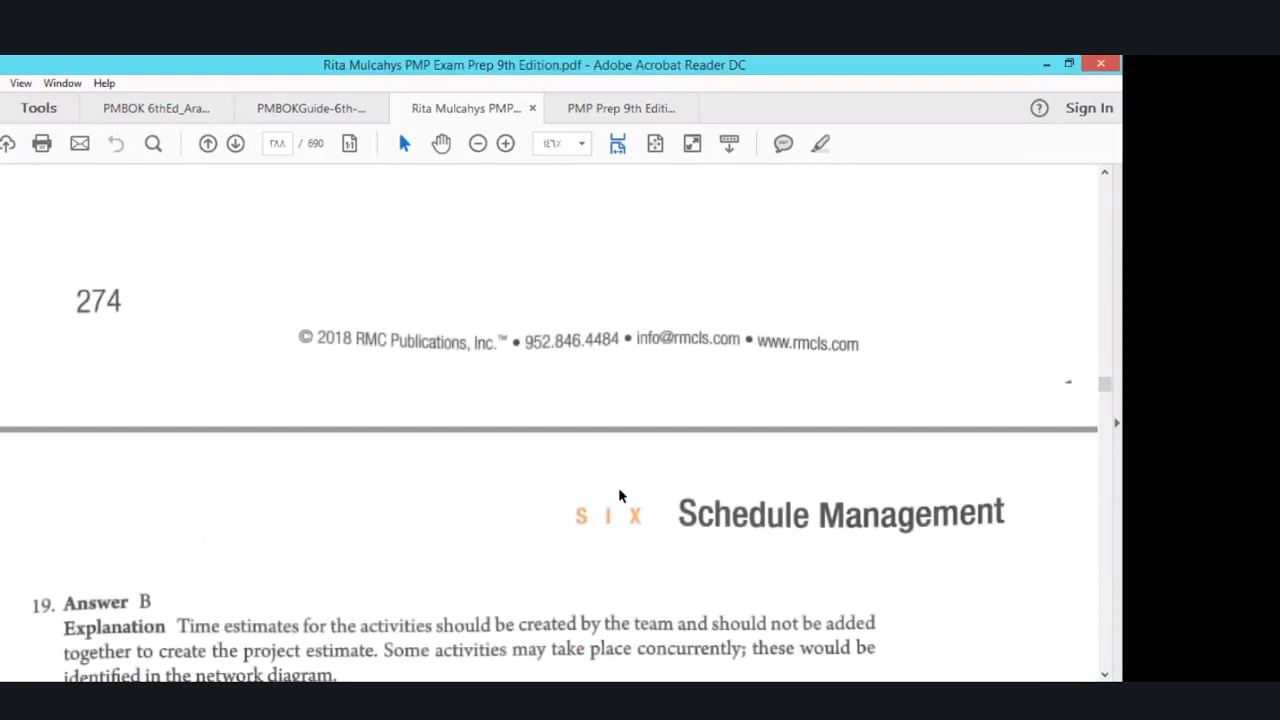 Rita Mulcahys PMP Exam Prep 9th Edition.pdf - Adobe Acrobat Reader DC
View Window Help
Tools PMBOK 6thEd_Ara... PMBOKGuide-6th-... Rita Mulcahys PMP... × PMP Prep 9th Editi... Sign In
٢٨٨ / 690 ١٤٦٪
274
© 2018 RMC Publications, Inc.™ • 952.846.4484 • info@rmcls.com • www.rmcls.com
SIX Schedule Management
19. Answer B
Explanation Time estimates for the activities should be created by the team and should not be added
together to create the project estimate. Some activities may take place concurrently; these would be
identified in the network diagram.